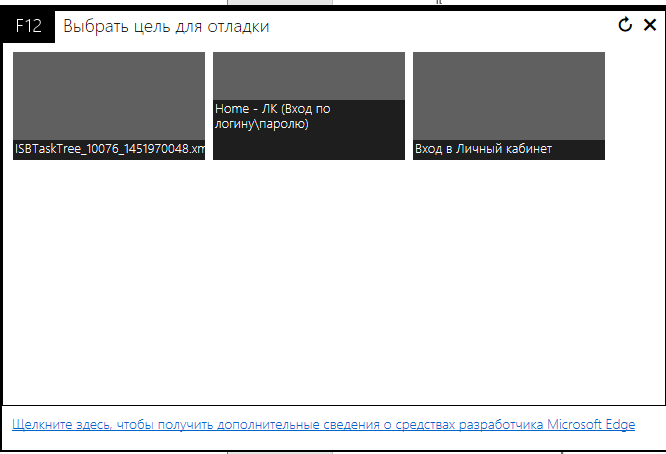 F12 Выбрать цель для отладки
ISBTaskTree_10076_1451970048.xm
Home - ЛК (Вход по
логину\паролю)
Вход в Личный кабинет
Щелкните здесь, чтобы получить дополнительные сведения о средствах разработчика Microsoft Edge